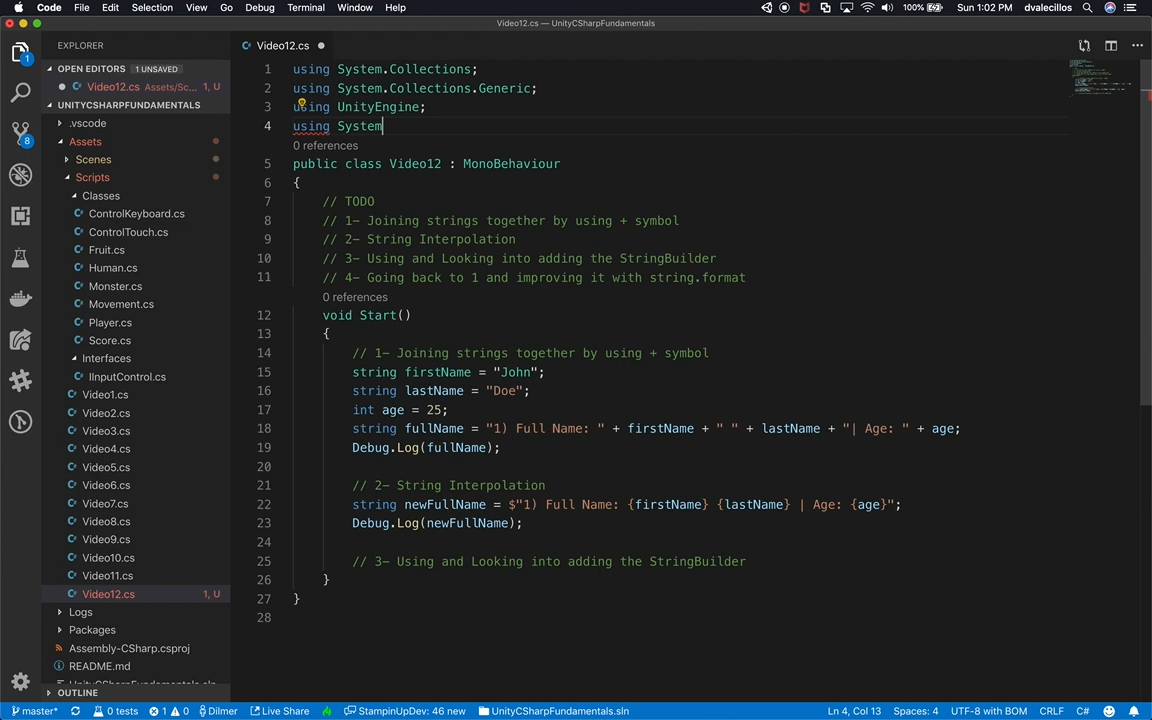 Code File Edit Selection View Go Debug Terminal Window Help 100% Sun 1:02 PM dvalecillos
Video12.cs — UnityCSharpFundamentals
EXPLORER
OPEN EDITORS 1 UNSAVED
Video12.cs Assets/Sc... 1, U
UNITYCSHARPFUNDAMENTALS
.vscode
Assets
Scenes
Scripts
Classes
ControlKeyboard.cs
ControlTouch.cs
Fruit.cs
Human.cs
Monster.cs
Movement.cs
Player.cs
Score.cs
Interfaces
IInputControl.cs
Video1.cs
Video2.cs
Video3.cs
Video4.cs
Video5.cs
Video6.cs
Video7.cs
Video8.cs
Video9.cs
Video10.cs
Video11.cs
Video12.cs 1, U
Logs
Packages
Assembly-CSharp.csproj
README.md
UnityCSharpFundamentals.sln
OUTLINE
1
8
Video12.cs
1 using System.Collections;
2 using System.Collections.Generic;
3 using UnityEngine;
4 using System
0 references
5 public class Video12 : MonoBehaviour
6 {
7 // TODO
8 // 1- Joining strings together by using + symbol
9 // 2- String Interpolation
10 // 3- Using and Looking into adding the StringBuilder
11 // 4- Going back to 1 and improving it with string.format
0 references
12 void Start()
13 {
14 // 1- Joining strings together by using + symbol
15 string firstName = "John";
16 string lastName = "Doe";
17 int age = 25;
18 string fullName = "1) Full Name: " + firstName + " " + lastName + "| Age: " + age;
19 Debug.Log(fullName);
20
21 // 2- String Interpolation
22 string newFullName = $"1) Full Name: {firstName} {lastName} | Age: {age}";
23 Debug.Log(newFullName);
24
25 // 3- Using and Looking into adding the StringBuilder
26 }
27 }
28
master* 0 tests 1 0 Dilmer Live Share StampinUpDev: 46 new UnityCSharpFundamentals.sln Ln 4, Col 13 Spaces: 4 UTF-8 with BOM CRLF C#